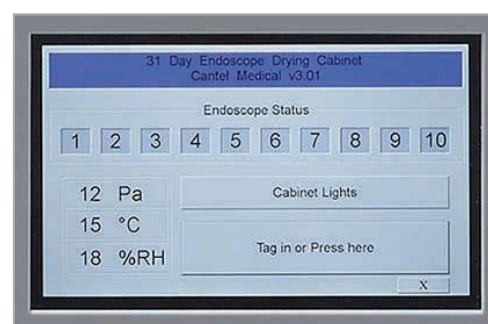 31 Day Endoscope Drying Cabinet
Cantel Medical v3.01
Endoscope Status
1 2 3 4 5 6 7 8 9 10
12 Pa
15 °C
18 %RH
Cabinet Lights
Tag in or Press here
X